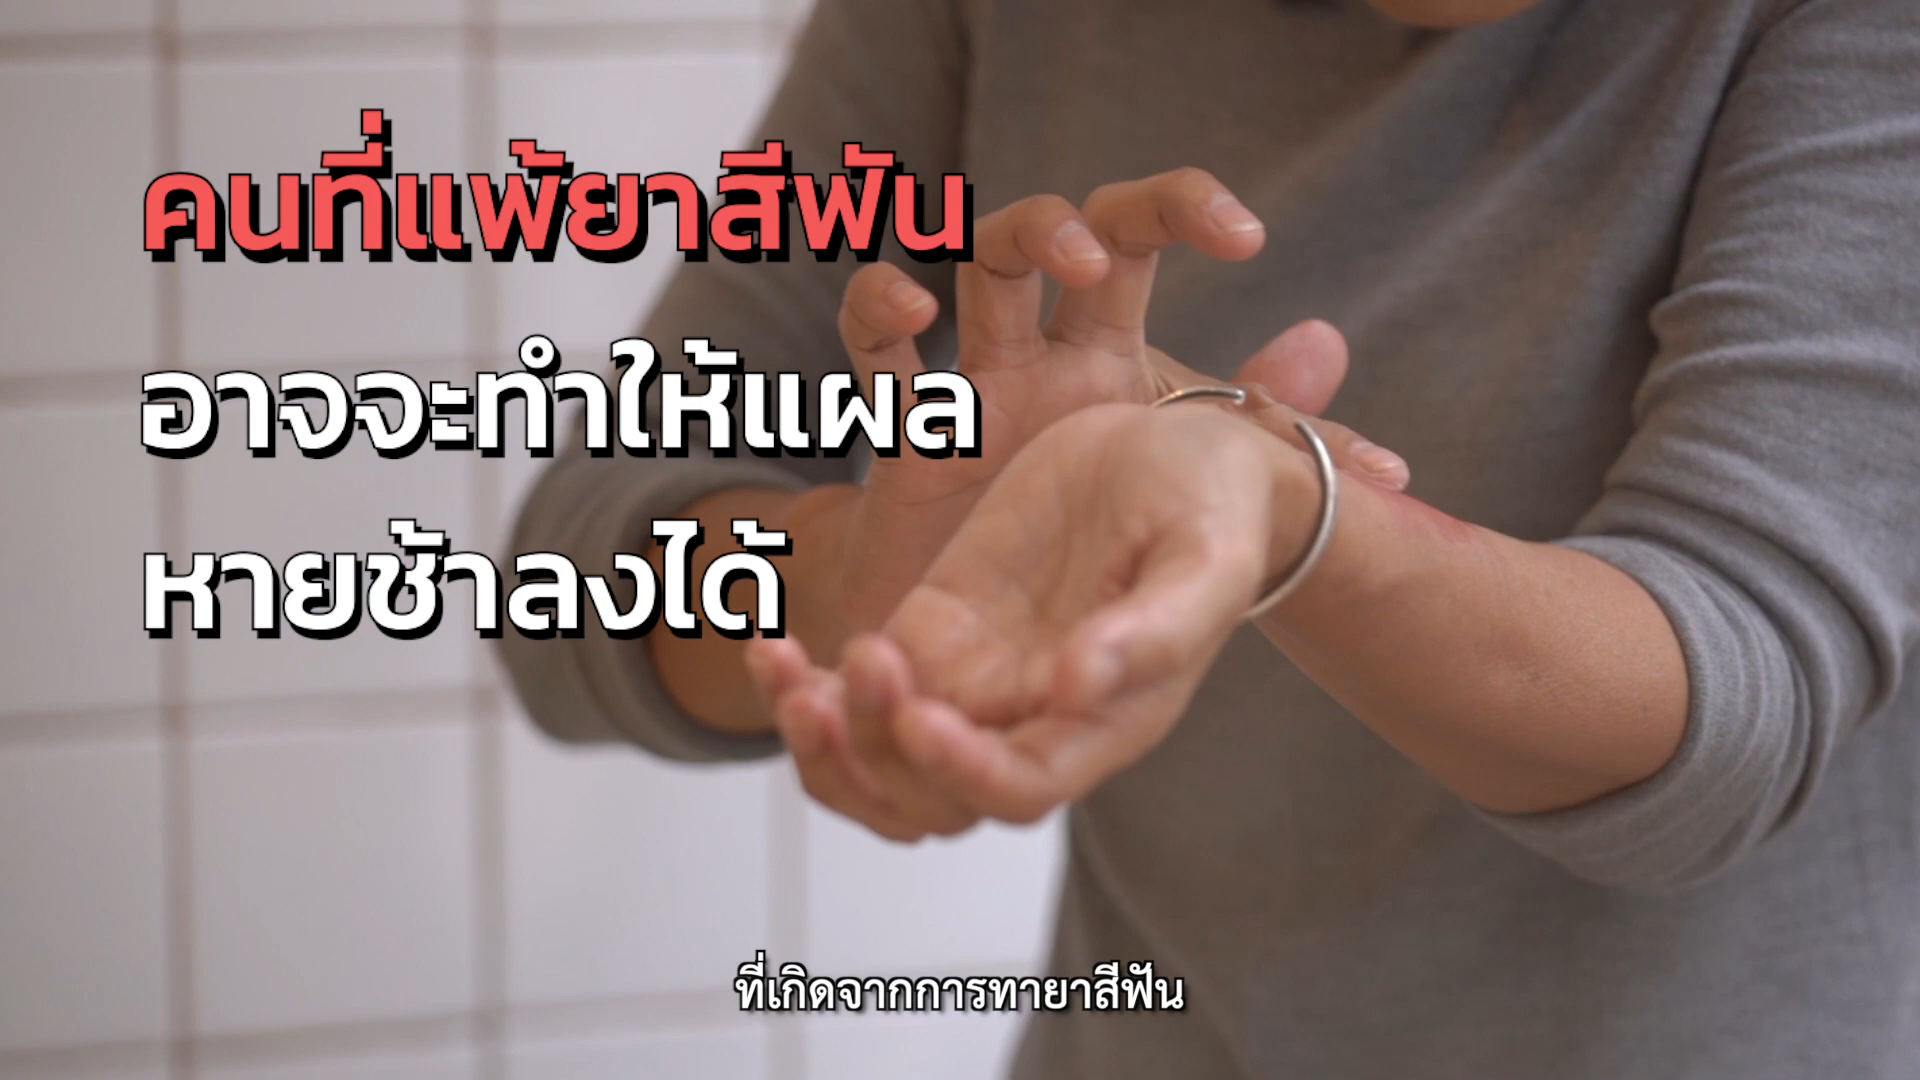 คนที่แพ้ยาสีฟัน
อาจจะทำให้แผล
หายช้าลงได้
ที่เกิดจากการทายาสีฟัน